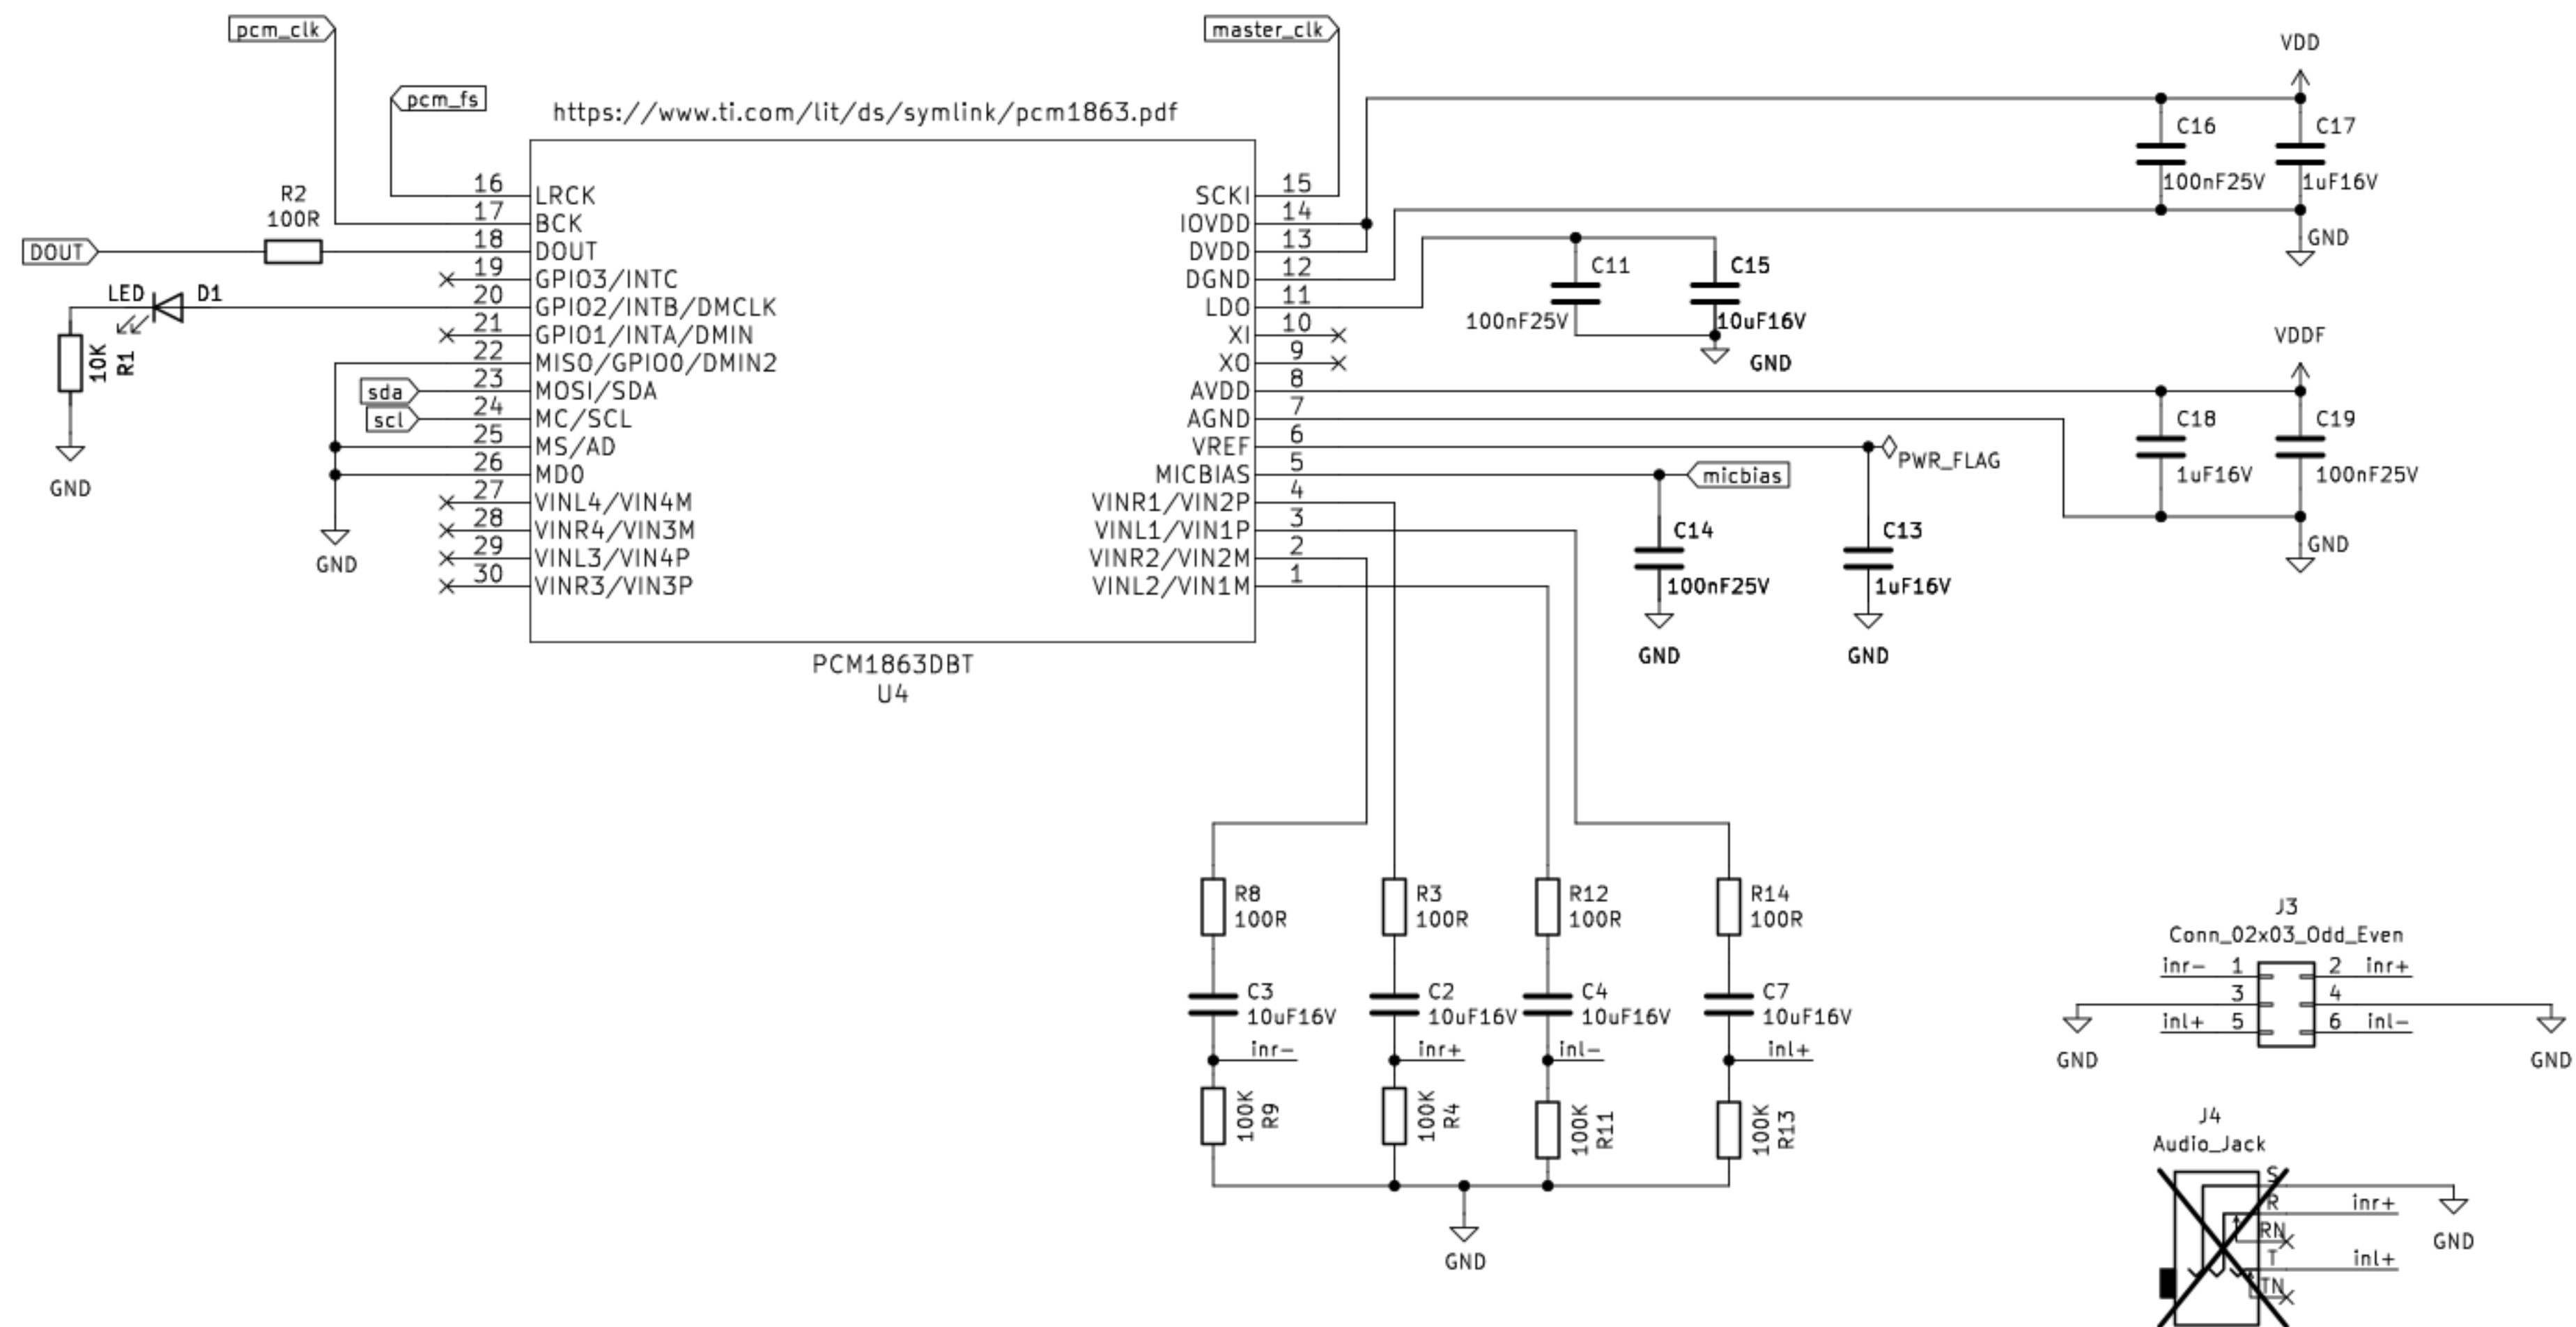 pcm_clk
pcm_fs
master_clk
https://www.ti.com/lit/ds/symlink/pcm1863.pdf
VDD
C16
100nF25V
C17
1uF16V
GND
R2
100R
DOUT
LED
D1
10K
R1
GND
sda
scl
GND
16 LRCK
17 BCK
18 DOUT
19 GPIO3/INTC
20 GPIO2/INTB/DMCLK
21 GPIO1/INTA/DMIN
22 MISO/GPIO0/DMIN2
23 MOSI/SDA
24 MC/SCL
25 MS/AD
26 MD0
27 VINL4/VIN4M
28 VINR4/VIN3M
29 VINL3/VIN4P
30 VINR3/VIN3P
SCKI 15
IOVDD 14
DVDD 13
DGND 12
LDO 11
XI 10
XO 9
AVDD 8
AGND 7
VREF 6
MICBIAS 5
VINR1/VIN2P 4
VINL1/VIN1P 3
VINR2/VIN2M 2
VINL2/VIN1M 1
PCM1863DBT
U4
C11
100nF25V
C15
10uF16V
GND
VDDF
C18
1uF16V
C19
100nF25V
GND
PWR_FLAG
micbias
C14
100nF25V
GND
C13
1uF16V
GND
R8
100R
R3
100R
R12
100R
R14
100R
C3
10uF16V
C2
10uF16V
C4
10uF16V
C7
10uF16V
inr-
inr+
inl-
inl+
100K
R9
100K
R4
100K
R11
100K
R13
GND
J3
Conn_02x03_Odd_Even
inr- 1 2 inr+
3 4
inl+ 5 6 inl-
GND
GND
J4
Audio_Jack
S
R inr+
RN
GND
T inl+
TN